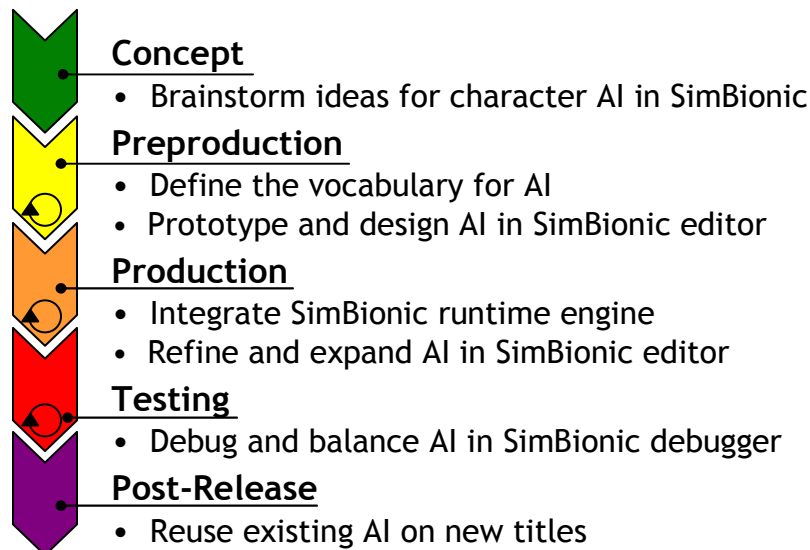 Concept
• Brainstorm ideas for character AI in SimBionic
Preproduction
• Define the vocabulary for AI
• Prototype and design AI in SimBionic editor
Production
• Integrate SimBionic runtime engine
• Refine and expand AI in SimBionic editor
Testing
• Debug and balance AI in SimBionic debugger
Post-Release
• Reuse existing AI on new titles